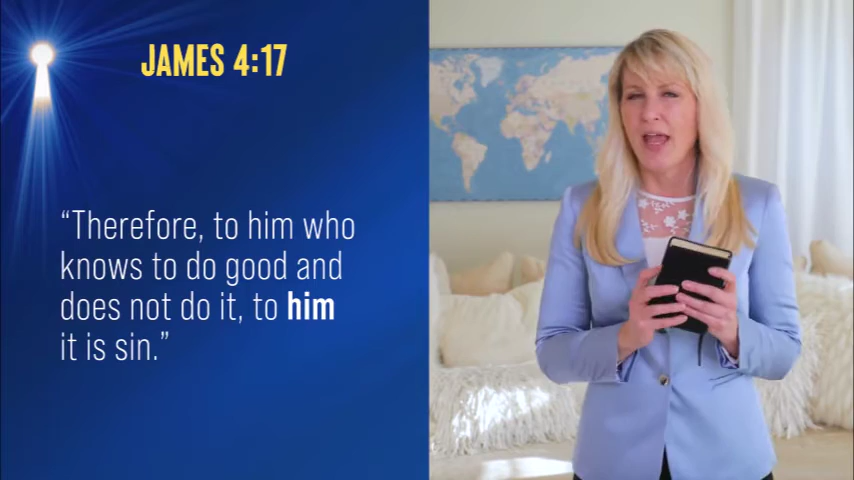 JAMES 4:17
“Therefore, to him who
knows to do good and
does not do it, to him
it is sin.”